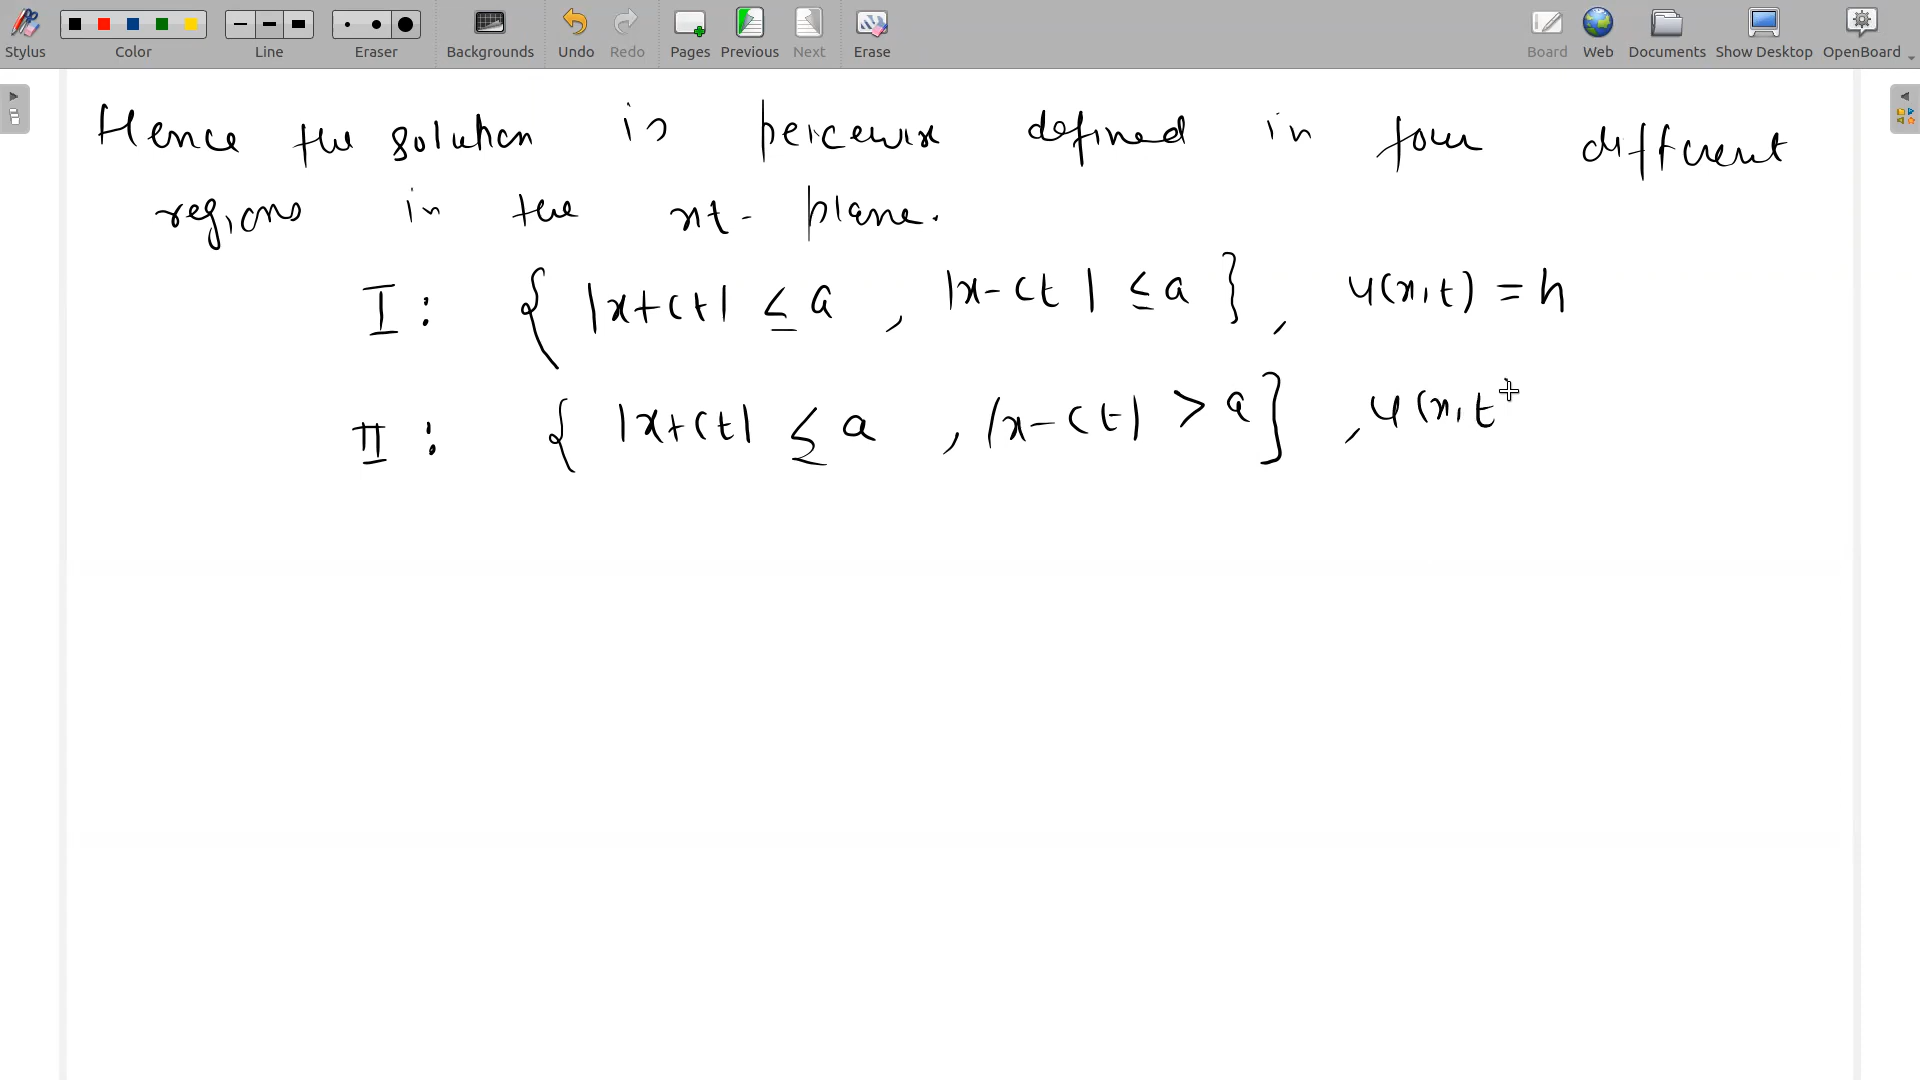 Stylus Color Line Eraser Backgrounds Undo Redo Pages Previous Next Erase Board Web Documents Show Desktop OpenBoard
Hence the solution is peicewise defined in four different
regions in the xt- plane.
I : { |x+ct| ≤ a , |x-ct| ≤ a } , u(x,t) = h
II : { |x+ct| ≤ a , |x-ct| > a } , u(x,t